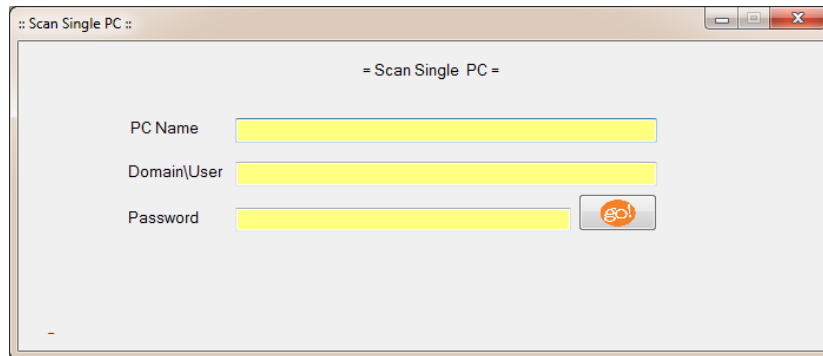 :: Scan Single PC ::
= Scan Single  PC =
PC Name
Domain\User
Password
go!
-